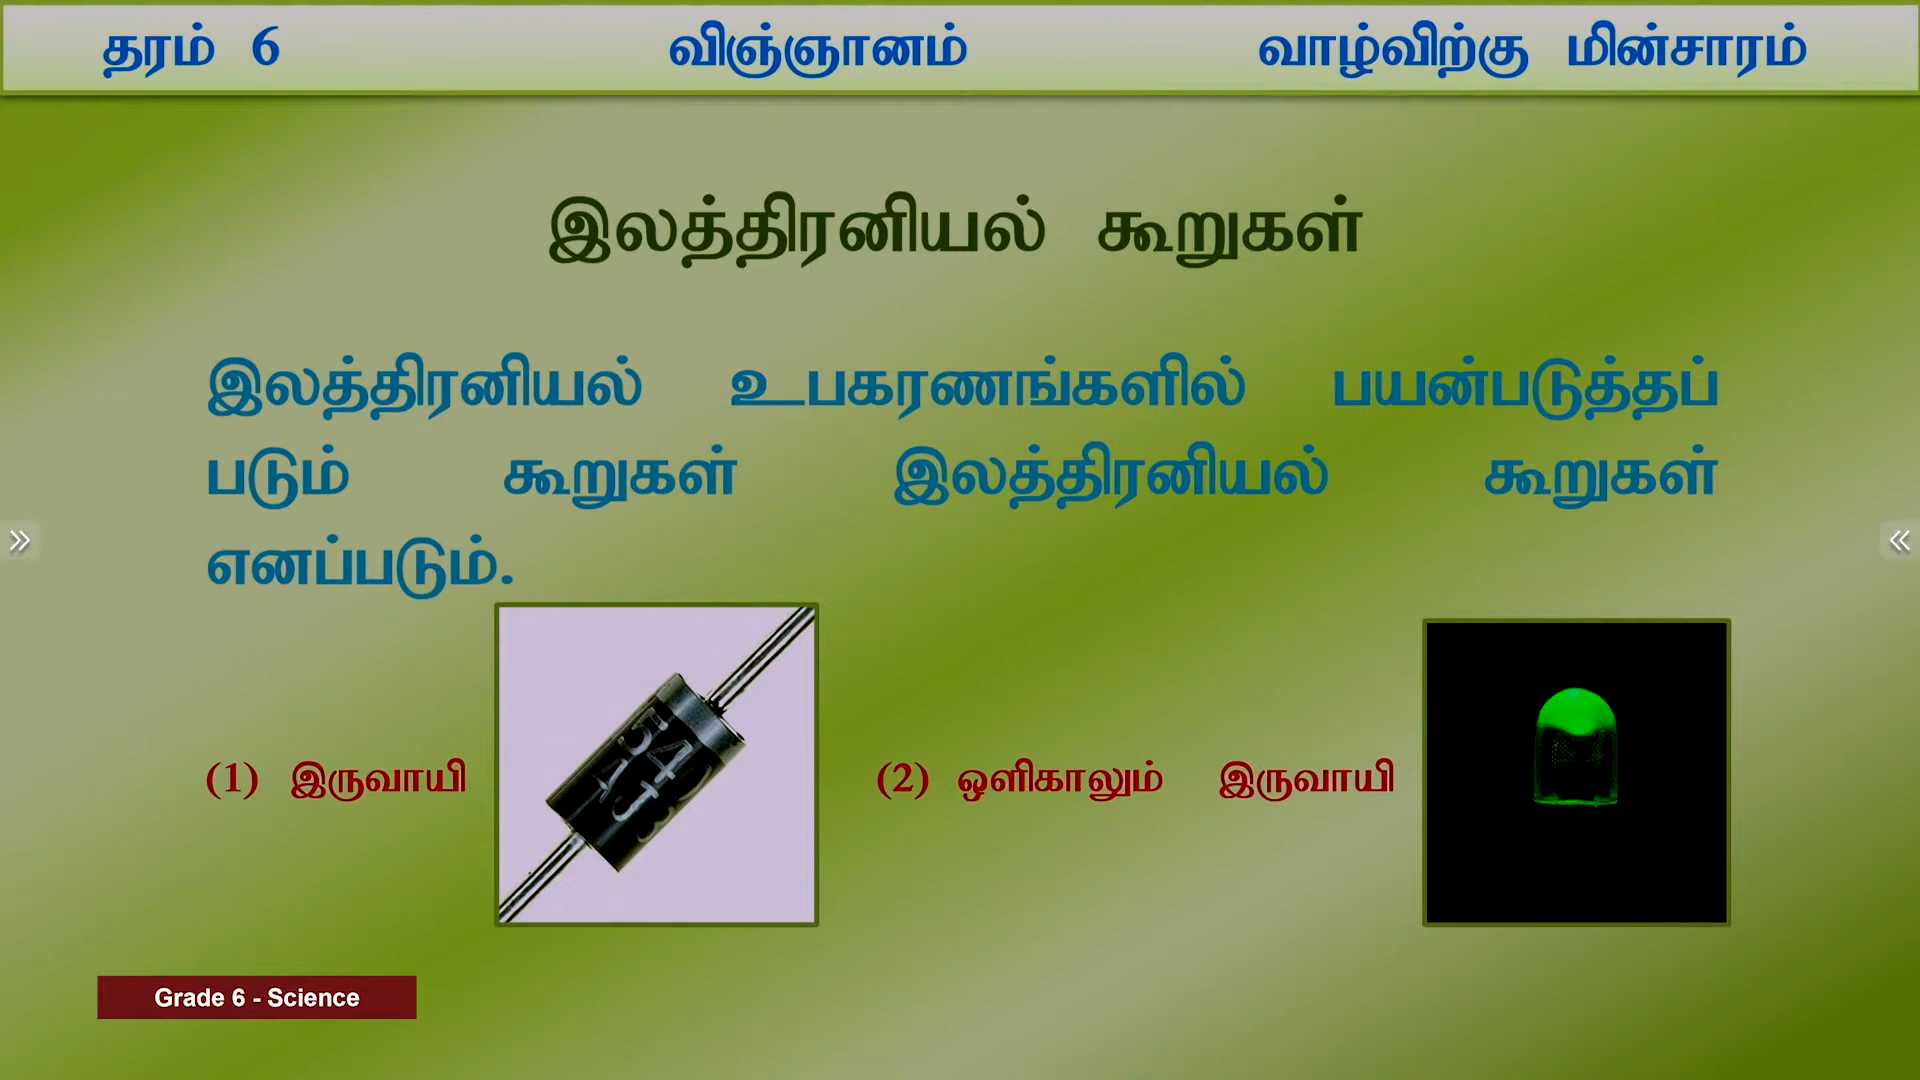 தரம் 6 விஞ்ஞானம் வாழ்விற்கு மின்சாரம்
இலத்திரனியல் கூறுகள்
இலத்திரனியல் உபகரணங்களில் பயன்படுத்தப்
படும் கூறுகள் இலத்திரனியல் கூறுகள்
எனப்படும்.
(1) இருவாயி
(2) ஒளிகாலும் இருவாயி
Grade 6 - Science